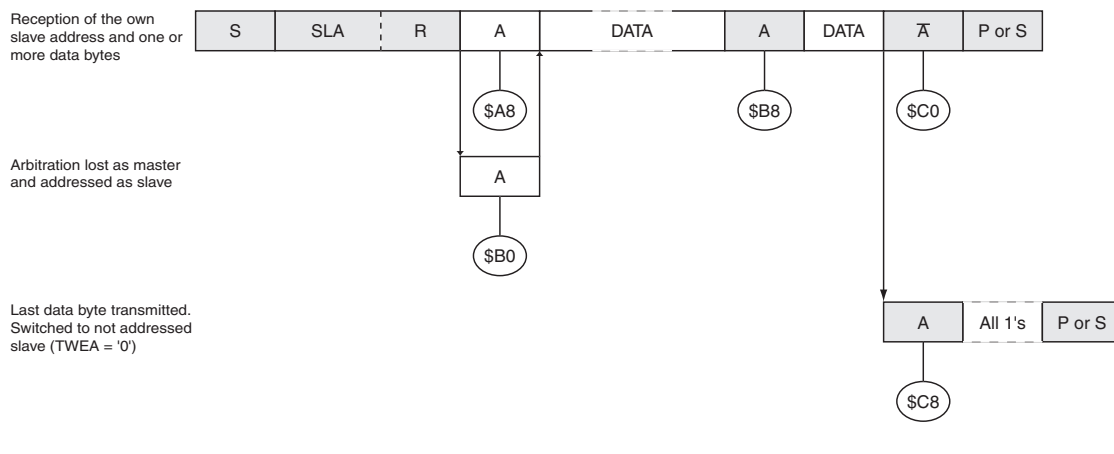 Reception of the own
slave address and one or
more data bytes
S SLA R A DATA A DATA A̅ P or S
$A8 $B8 $C0
Arbitration lost as master
and addressed as slave
A
$B0
Last data byte transmitted.
Switched to not addressed
slave (TWEA = '0')
A All 1's P or S
$C8